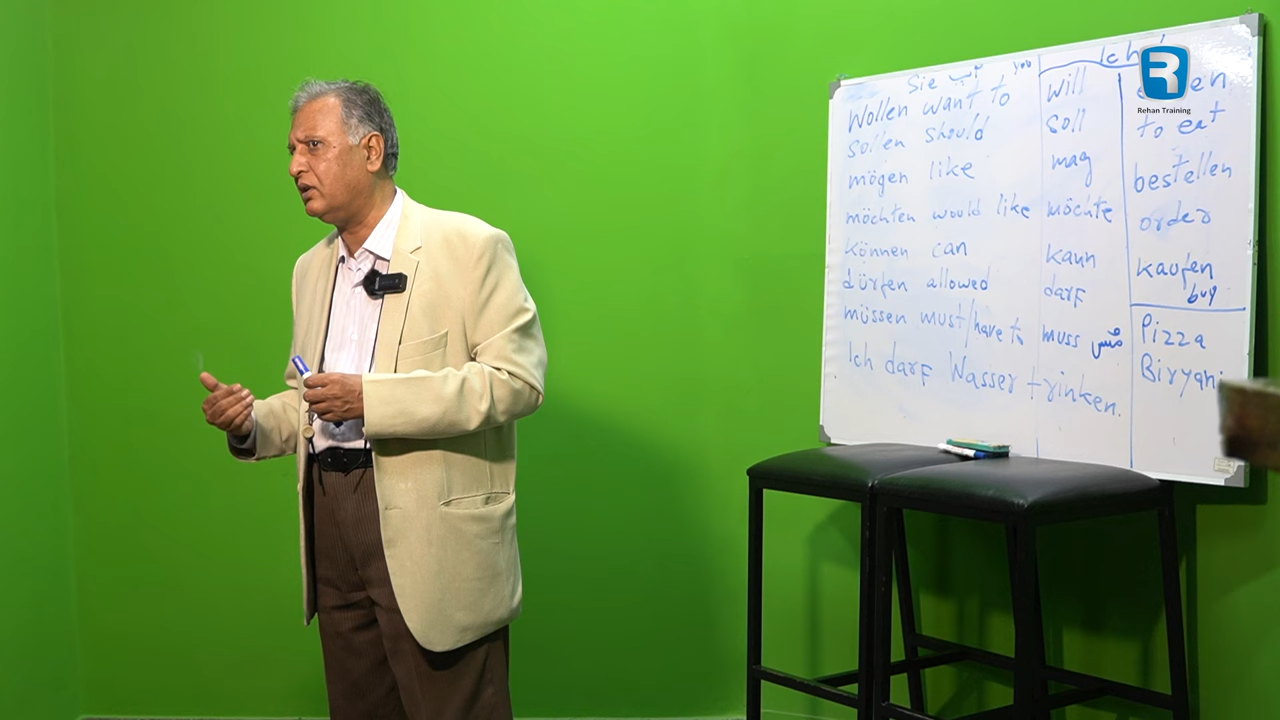 Sie آپ you
Wollen want to
sollen should
mögen like
möchten would like
können can
dürfen allowed
müssen must/have to
Ich darf Wasser trinken.
Ich
will
soll
mag
möchte
kann
darf
muss مُس
to eat
bestellen
order
kaufen
buy
Pizza
Biryani
R
Rehan Training